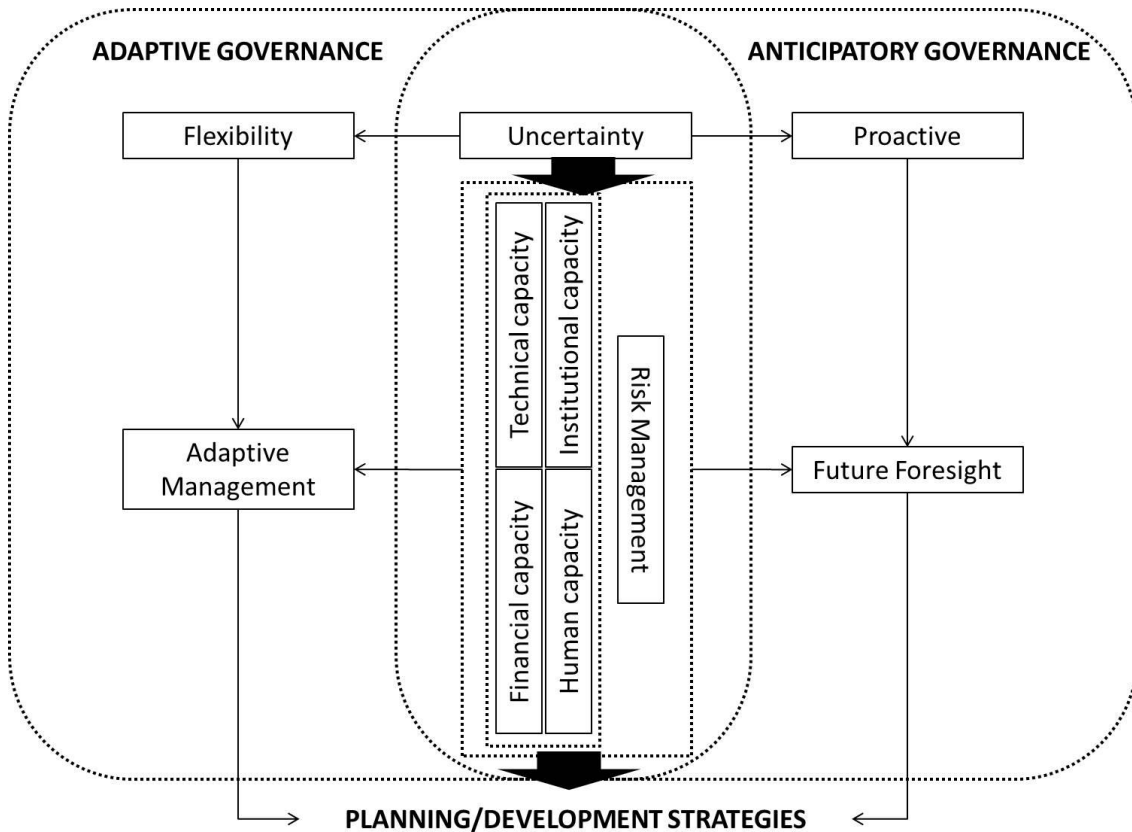 ADAPTIVE GOVERNANCE
ANTICIPATORY GOVERNANCE
Flexibility
Uncertainty
Proactive
Technical capacity
Institutional capacity
Risk Management
Adaptive
Management
Future Foresight
Financial capacity
Human capacity
PLANNING/DEVELOPMENT STRATEGIES